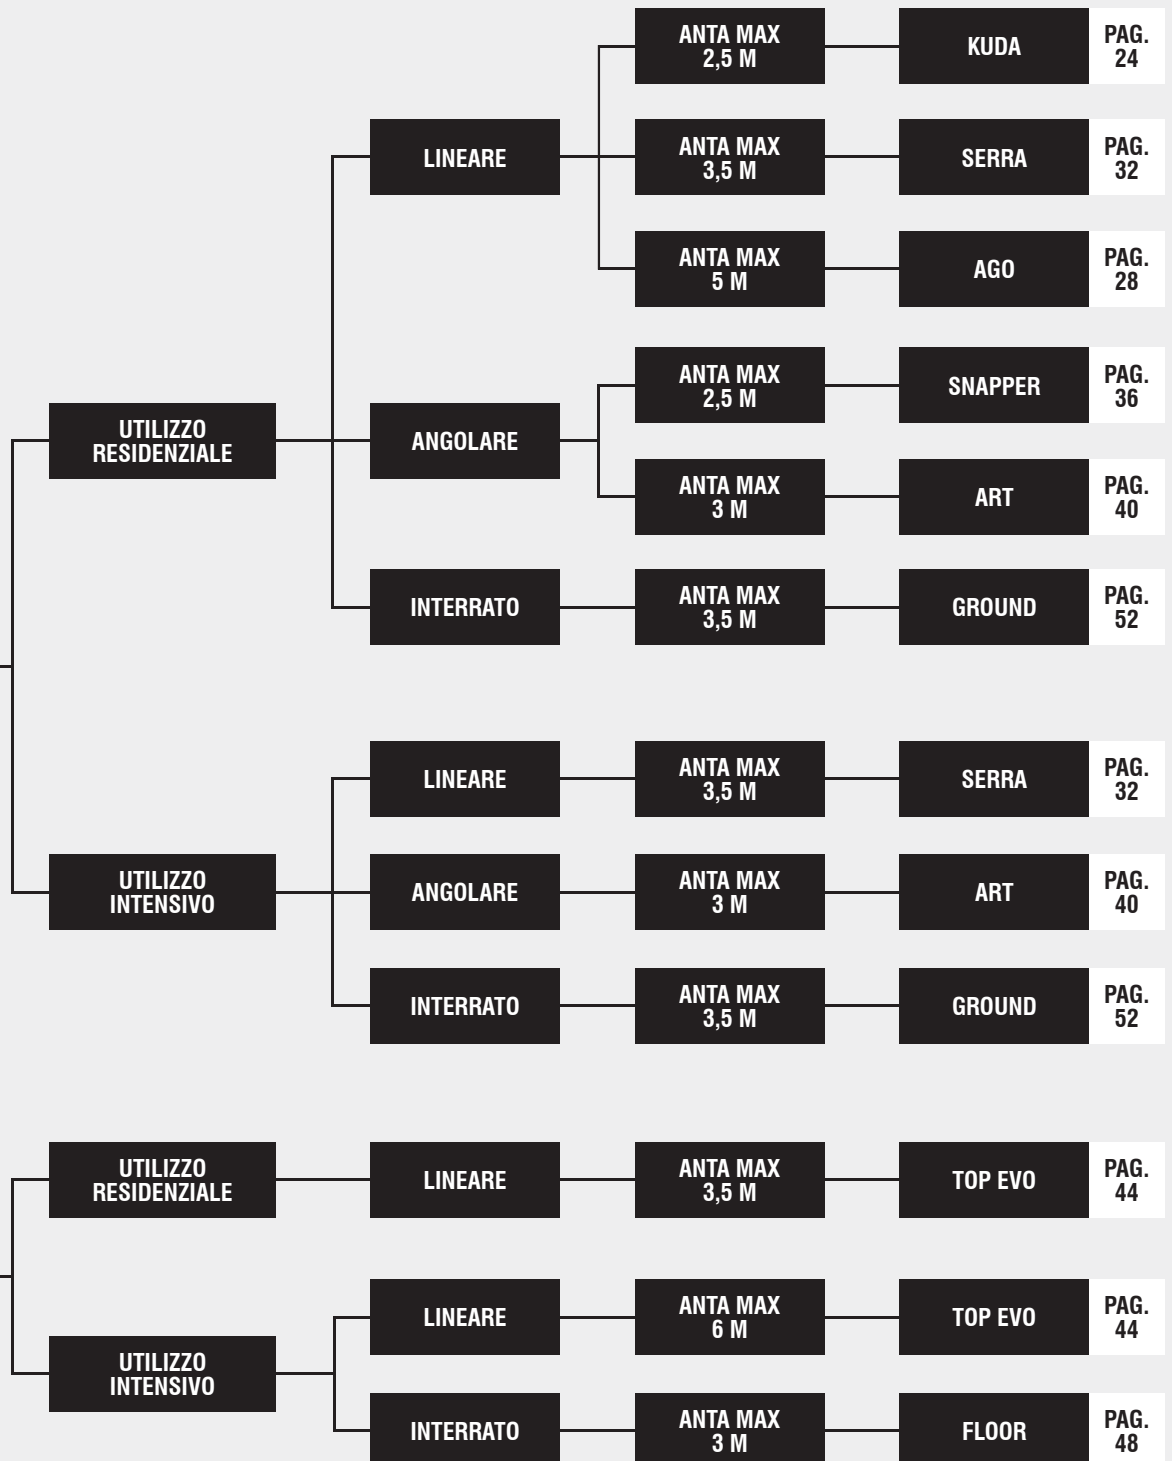 ANTA MAX
2,5 M
KUDA
PAG.
24
LINEARE
ANTA MAX
3,5 M
SERRA
PAG.
32
ANTA MAX
5 M
AGO
PAG.
28
UTILIZZO
RESIDENZIALE
ANGOLARE
ANTA MAX
2,5 M
SNAPPER
PAG.
36
ANTA MAX
3 M
ART
PAG.
40
INTERRATO
ANTA MAX
3,5 M
GROUND
PAG.
52
LINEARE
ANTA MAX
3,5 M
SERRA
PAG.
32
UTILIZZO
INTENSIVO
ANGOLARE
ANTA MAX
3 M
ART
PAG.
40
INTERRATO
ANTA MAX
3,5 M
GROUND
PAG.
52
UTILIZZO
RESIDENZIALE
LINEARE
ANTA MAX
3,5 M
TOP EVO
PAG.
44
UTILIZZO
INTENSIVO
LINEARE
ANTA MAX
6 M
TOP EVO
PAG.
44
INTERRATO
ANTA MAX
3 M
FLOOR
PAG.
48